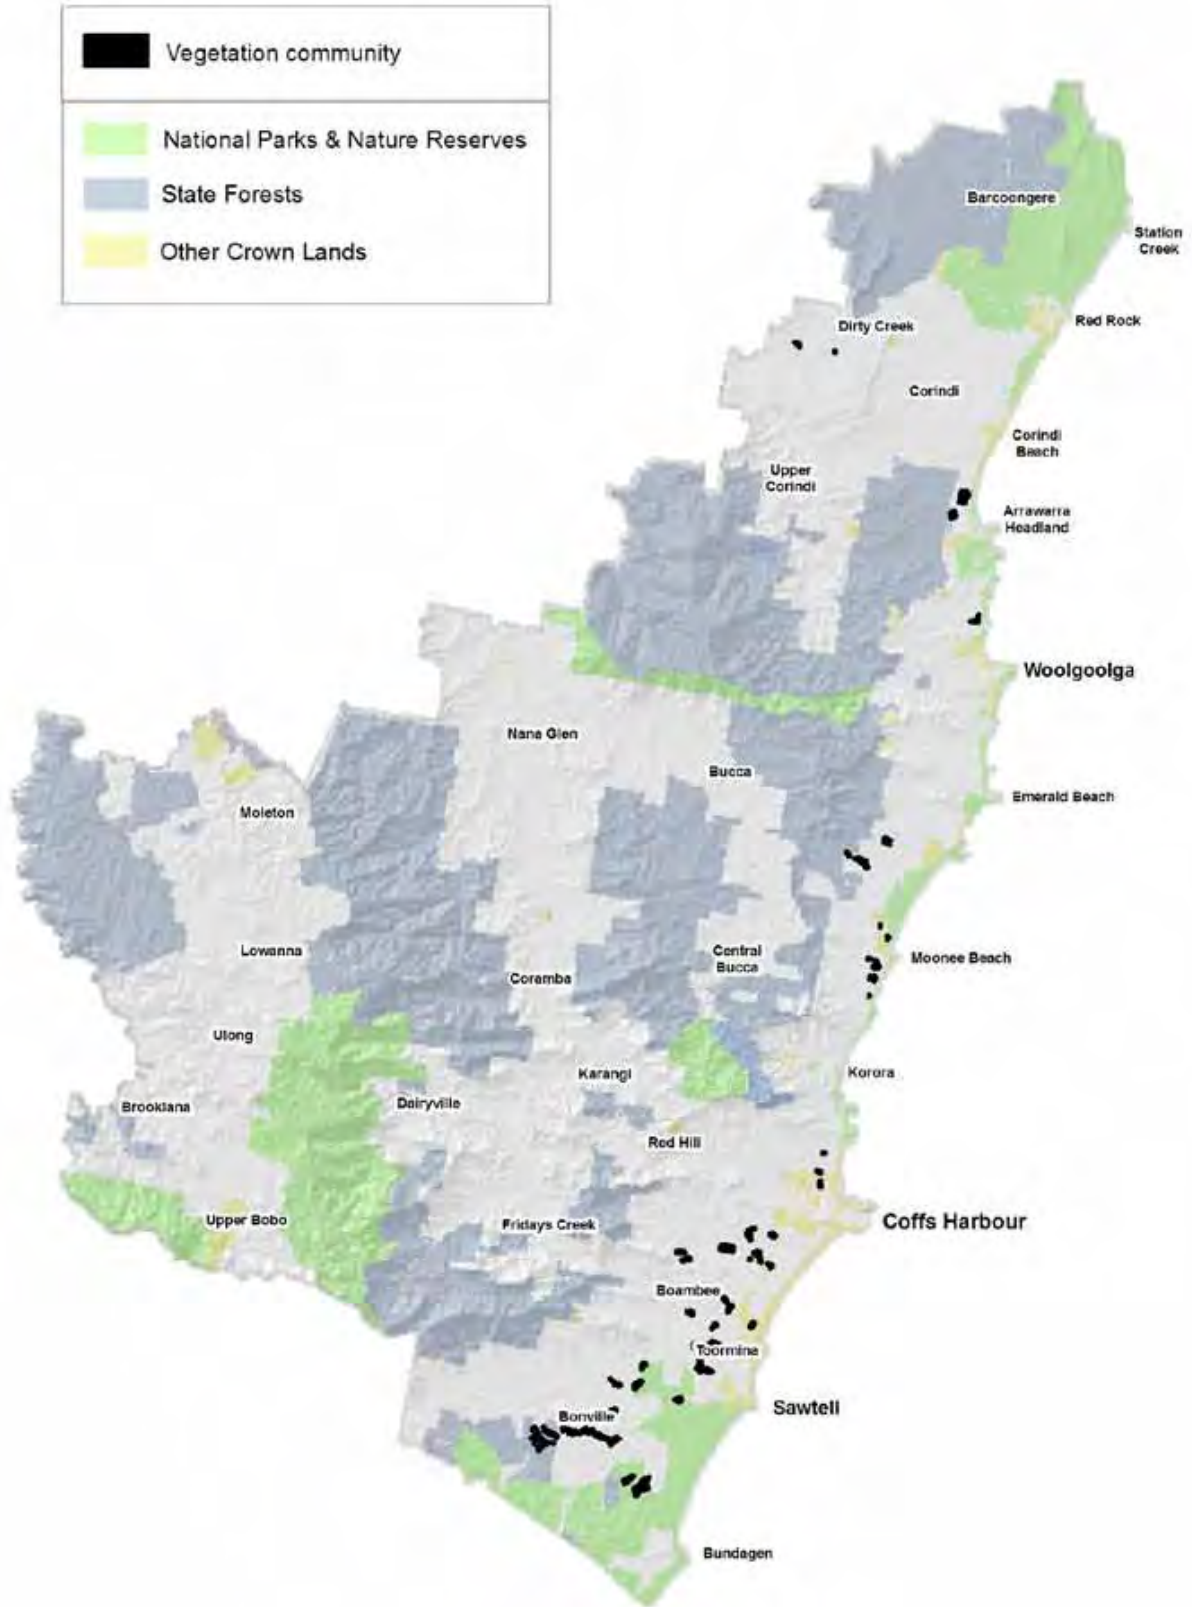 Vegetation community
National Parks & Nature Reserves
State Forests
Other Crown Lands
Barcoongere
Station
Creek
Red Rock
Dirty Creek
Corindi
Corindi
Beach
Upper
Corindi
Arrawarra
Headland
Woolgoolga
Nana Glen
Bucca
Emerald Beach
Moleton
Lowanna
Central
Bucca
Moonee Beach
Coramba
Ulong
Karangi
Korora
Brooklana
Dairyville
Red Hill
Upper Bobo
Fridays Creek
Coffs Harbour
Boambee
Toormina
Sawtell
Bonville
Bundagen